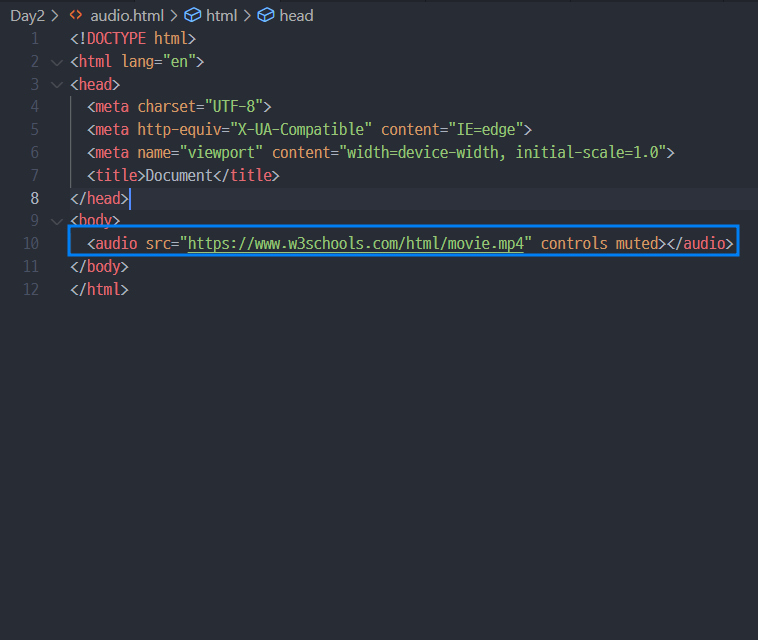 Day2 > <> audio.html > html > head
1 <!DOCTYPE html>
2 <html lang="en">
3 <head>
4 <meta charset="UTF-8">
5 <meta http-equiv="X-UA-Compatible" content="IE=edge">
6 <meta name="viewport" content="width=device-width, initial-scale=1.0">
7 <title>Document</title>
8 </head>
9 <body>
10 <audio src="https://www.w3schools.com/html/movie.mp4" controls muted></audio>
11 </body>
12 </html>